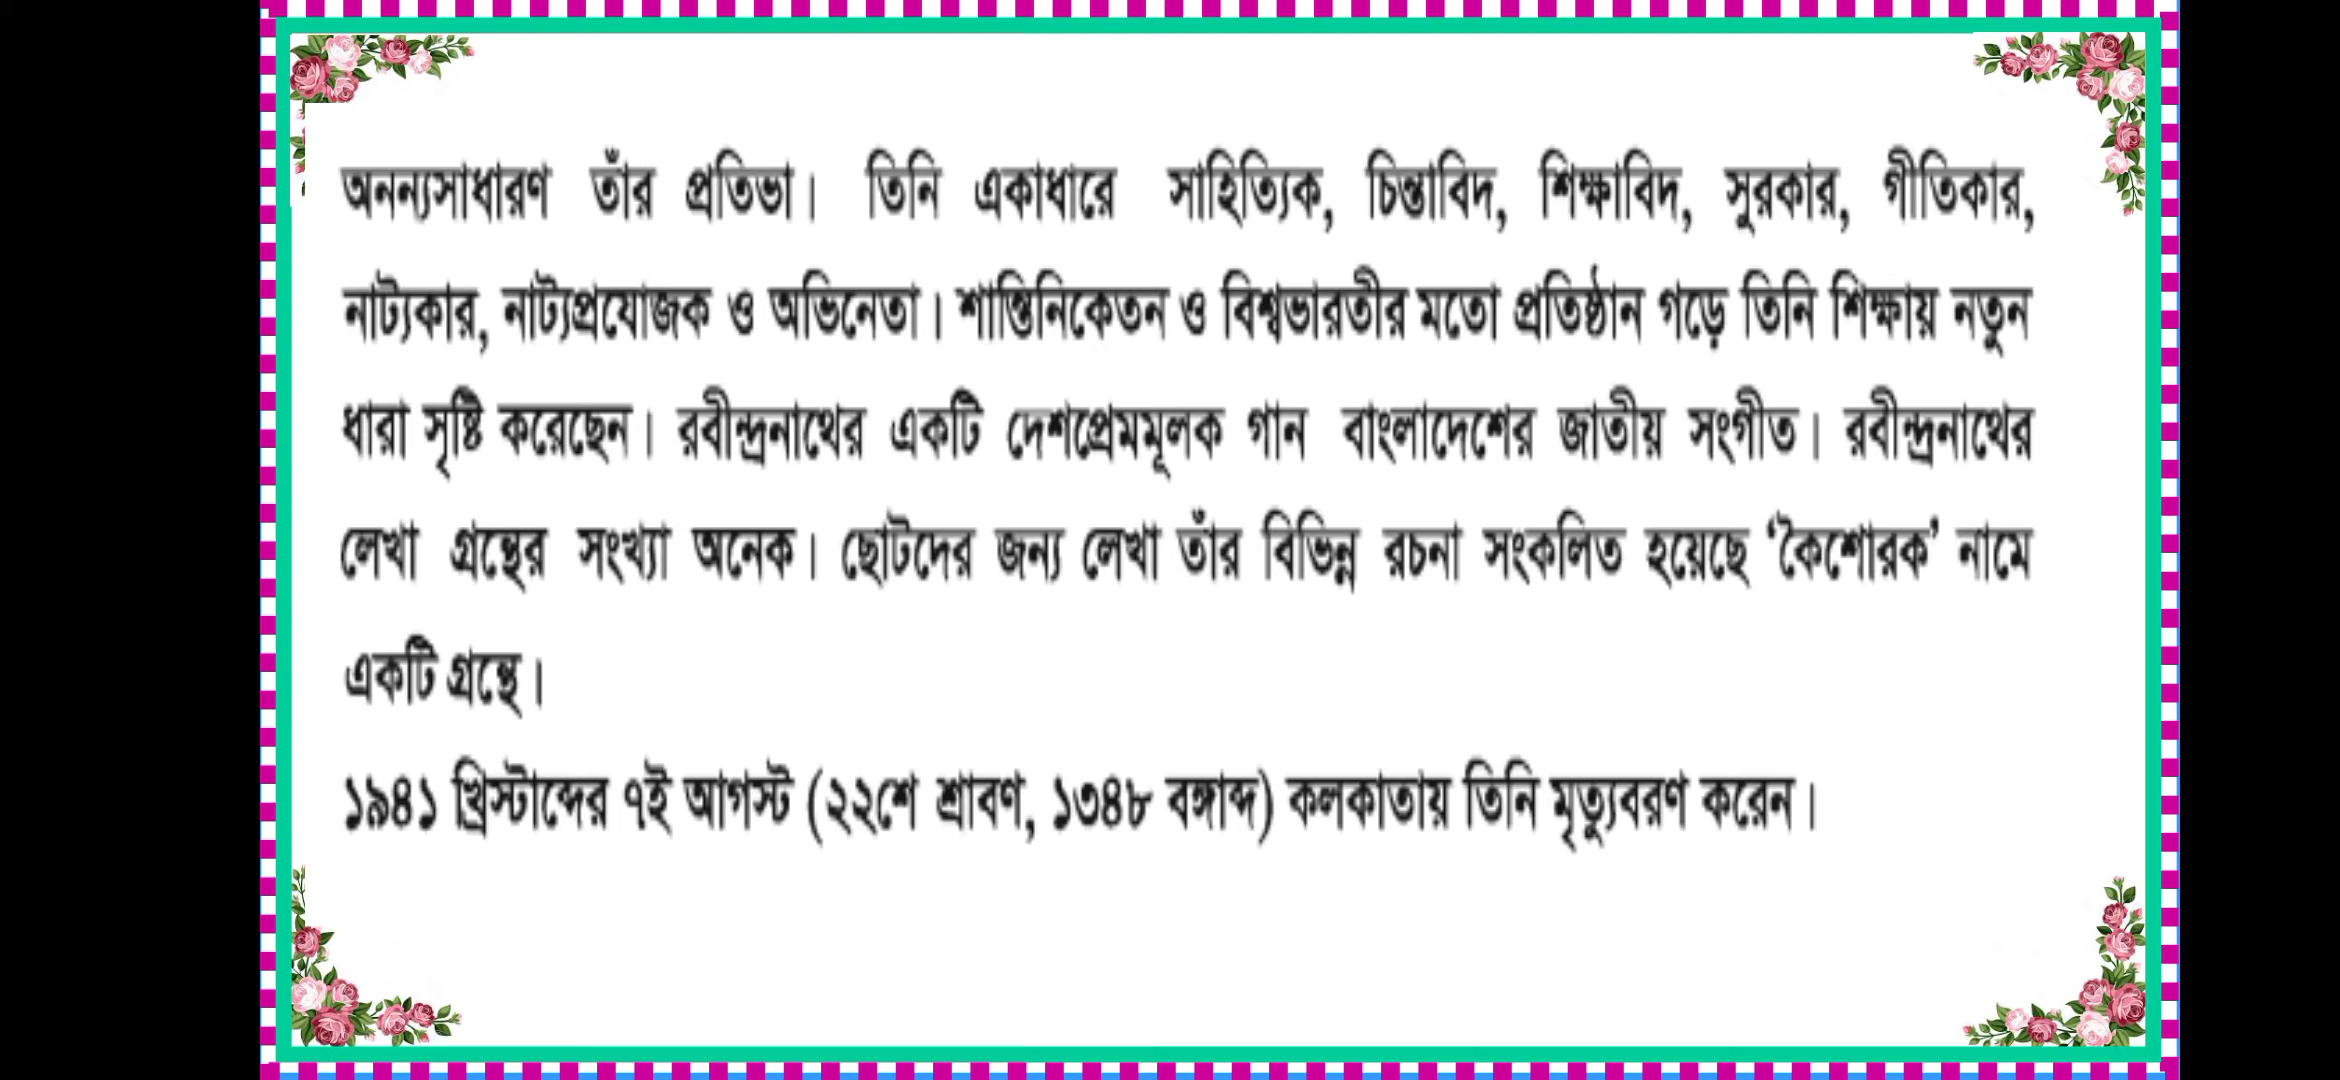 অনন্যসাধারণ তাঁর প্রতিভা। তিনি একাধারে সাহিত্যিক, চিন্তাবিদ, শিক্ষাবিদ, সুরকার, গীতিকার,
নাট্যকার, নাট্যপ্রযোজক ও অভিনেতা। শান্তিনিকেতন ও বিশ্বভারতীর মতো প্রতিষ্ঠান গড়ে তিনি শিক্ষায় নতুন
ধারা সৃষ্টি করেছেন। রবীন্দ্রনাথের একটি দেশপ্রেমমূলক গান বাংলাদেশের জাতীয় সংগীত। রবীন্দ্রনাথের
লেখা গ্রন্থের সংখ্যা অনেক। ছোটদের জন্য লেখা তাঁর বিভিন্ন রচনা সংকলিত হয়েছে ‘কৈশোরক’ নামে
একটি গ্রন্থে।
১৯৪১ খ্রিস্টাব্দের ৭ই আগস্ট (২২শে শ্রাবণ, ১৩৪৮ বঙ্গাব্দ) কলকাতায় তিনি মৃত্যুবরণ করেন।